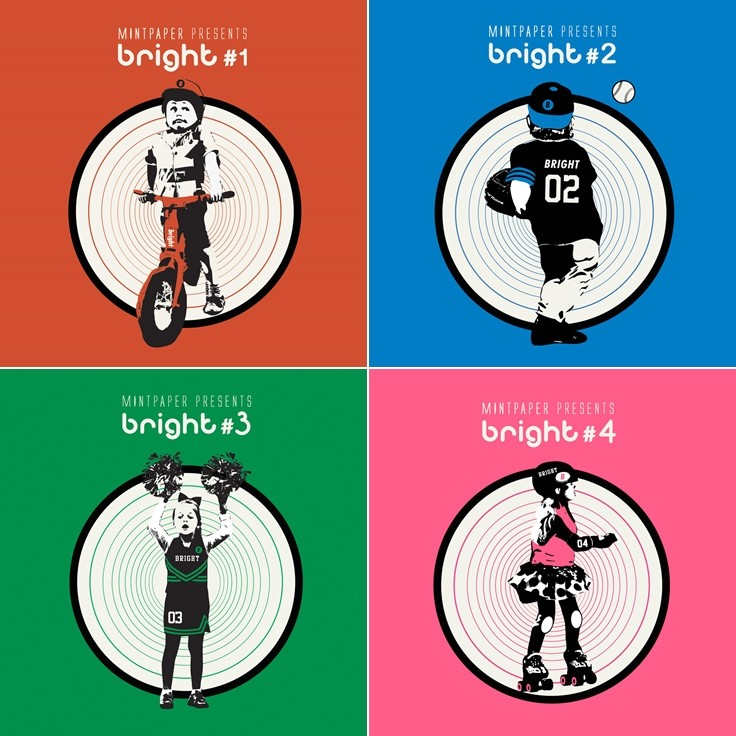 MINTPAPER PRESENTS
bright #1
bright
MINTPAPER PRESENTS
bright #2
BRIGHT
02
MINTPAPER PRESENTS
bright #3
BRIGHT
03
MINTPAPER PRESENTS
bright #4
BRIGHT
04